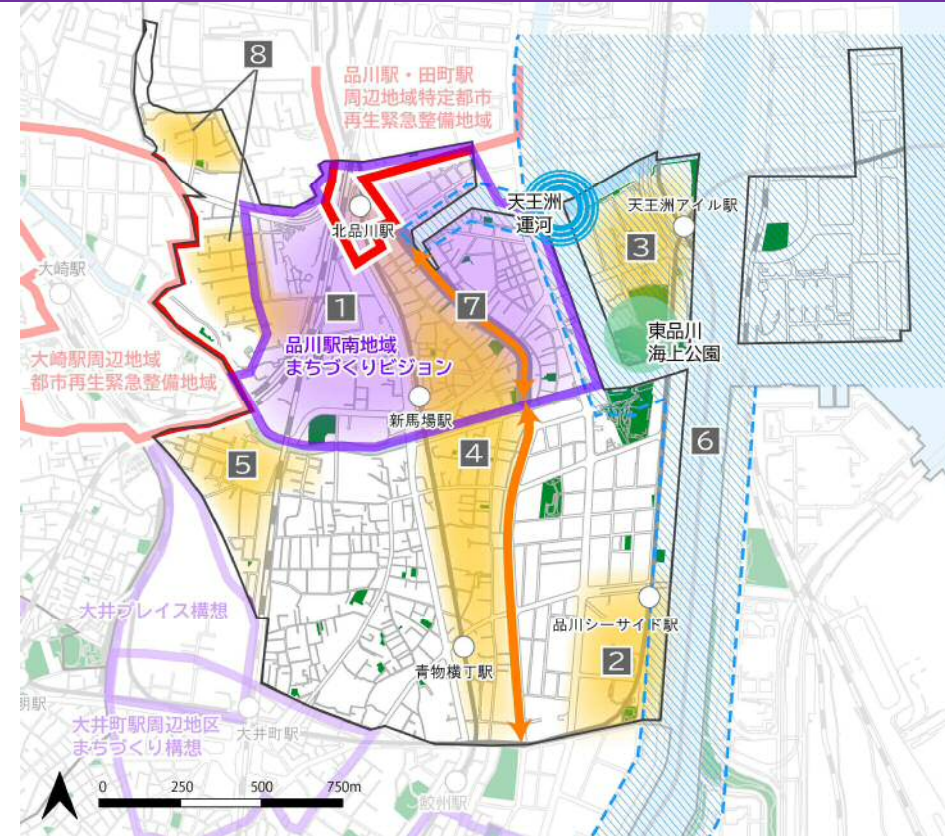 8
品川駅・田町駅
周辺地域特定都市
再生緊急整備地域
天王洲
運河
天王洲アイル駅
北品川駅
3
大崎駅
1
7
東品川
海上公園
品川駅南地域
まちづくりビジョン
大崎駅周辺地域
都市再生緊急整備地域
新馬場駅
6
4
5
大井プレイス構想
品川シーサイド駅
2
青物横丁駅
大井町駅周辺地区
まちづくり構想
大井町駅
鮫洲駅
0 250 500 750m